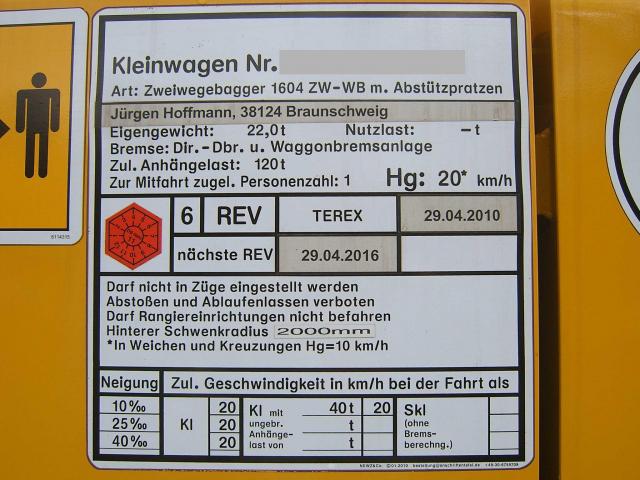 Kleinwagen Nr.
Art: Zweiwegebagger 1604 ZW-WB m. Abstützpratzen
Jürgen Hoffmann, 38124 Braunschweig
Eigengewicht: 22,0t Nutzlast: –t
Bremse: Dir.-Dbr. u. Waggonbremsanlage
Zul. Anhängelast: 120t
Zur Mitfahrt zugel. Personenzahl: 1 Hg: 20* km/h
6 REV TEREX 29.04.2010
nächste REV 29.04.2016
Darf nicht in Züge eingestellt werden
Abstoßen und Ablaufenlassen verboten
Darf Rangiereinrichtungen nicht befahren
Hinterer Schwenkradius 2000mm
*In Weichen und Kreuzungen Hg=10 km/h
Neigung Zul. Geschwindigkeit in km/h bei der Fahrt als
10‰ 20 Kl mit 40t 20 Skl
25‰ Kl 20 ungebr. t (ohne
Anhänge- Brems-
40‰ 20 last von t berechng.)